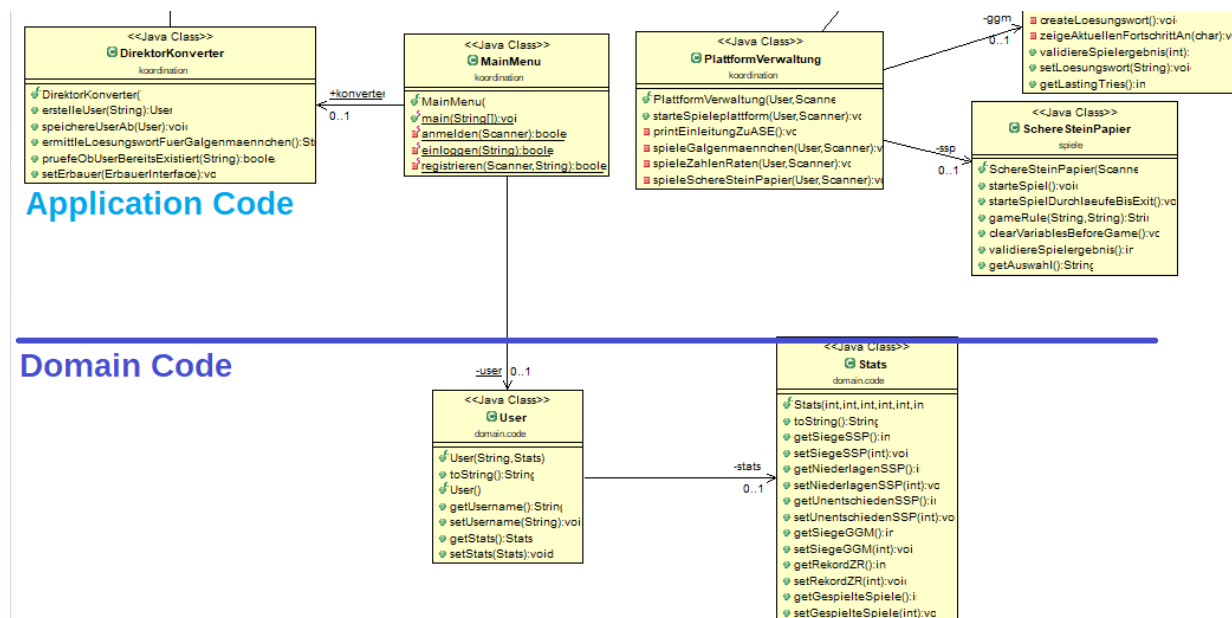 <<Java Class>>
DirektorKonverter
koordination
DirektorKonverter(
erstelleUser(String):User
speichereUserAb(User):voi
ermittleLoesungswortFuerGalgenmaennchen():Str
pruefeObUserBereitsExistiert(String):boole
setErbauer(ErbauerInterface):vo
+konverter
0..1
<<Java Class>>
MainMenu
koordination
MainMenu(
main(String[]):voi
anmelden(Scanner):boole
einloggen(String):boole
registrieren(Scanner,String):boole
<<Java Class>>
PlattformVerwaltung
koordination
PlattformVerwaltung(User,Scanne
starteSpieleplattform(User,Scanner):vo
printEinleitungZuASE():vo
spieleGalgenmaennchen(User,Scanner):v
spieleZahlenRaten(User,Scanner):vo
spieleSchereSteinPapier(User,Scanner):v
-ggm
0..1
createLoesungswort():voi
zeigeAktuellenFortschrittAn(char):v
validiereSpielergebnis(int):
setLoesungswort(String):voi
getLastingTries():in
-ssp
0..1
<<Java Class>>
SchereSteinPapier
spiele
SchereSteinPapier(Scanne
starteSpiel():voi
starteSpielDurchlaeufeBisExit():vo
gameRule(String,String):Strin
clearVariablesBeforeGame():vo
validiereSpielergebnis():in
getAuswahl():String
Application Code
Domain Code
-user 0..1
<<Java Class>>
User
domain.code
User(String,Stats)
toString():String
User()
getUsername():String
setUsername(String):voi
getStats():Stats
setStats(Stats):void
-stats
0..1
<<Java Class>>
Stats
domain.code
Stats(int,int,int,int,int,in
toString():String
getSiegeSSP():in
setSiegeSSP(int):voi
getNiederlagenSSP():i
setNiederlagenSSP(int):vo
getUnentschiedenSSP():i
setUnentschiedenSSP(int):vo
getSiegeGGM():in
setSiegeGGM(int):voi
getRekordZR():in
setRekordZR(int):voi
getGespielteSpiele():i
setGespielteSpiele(int):vo